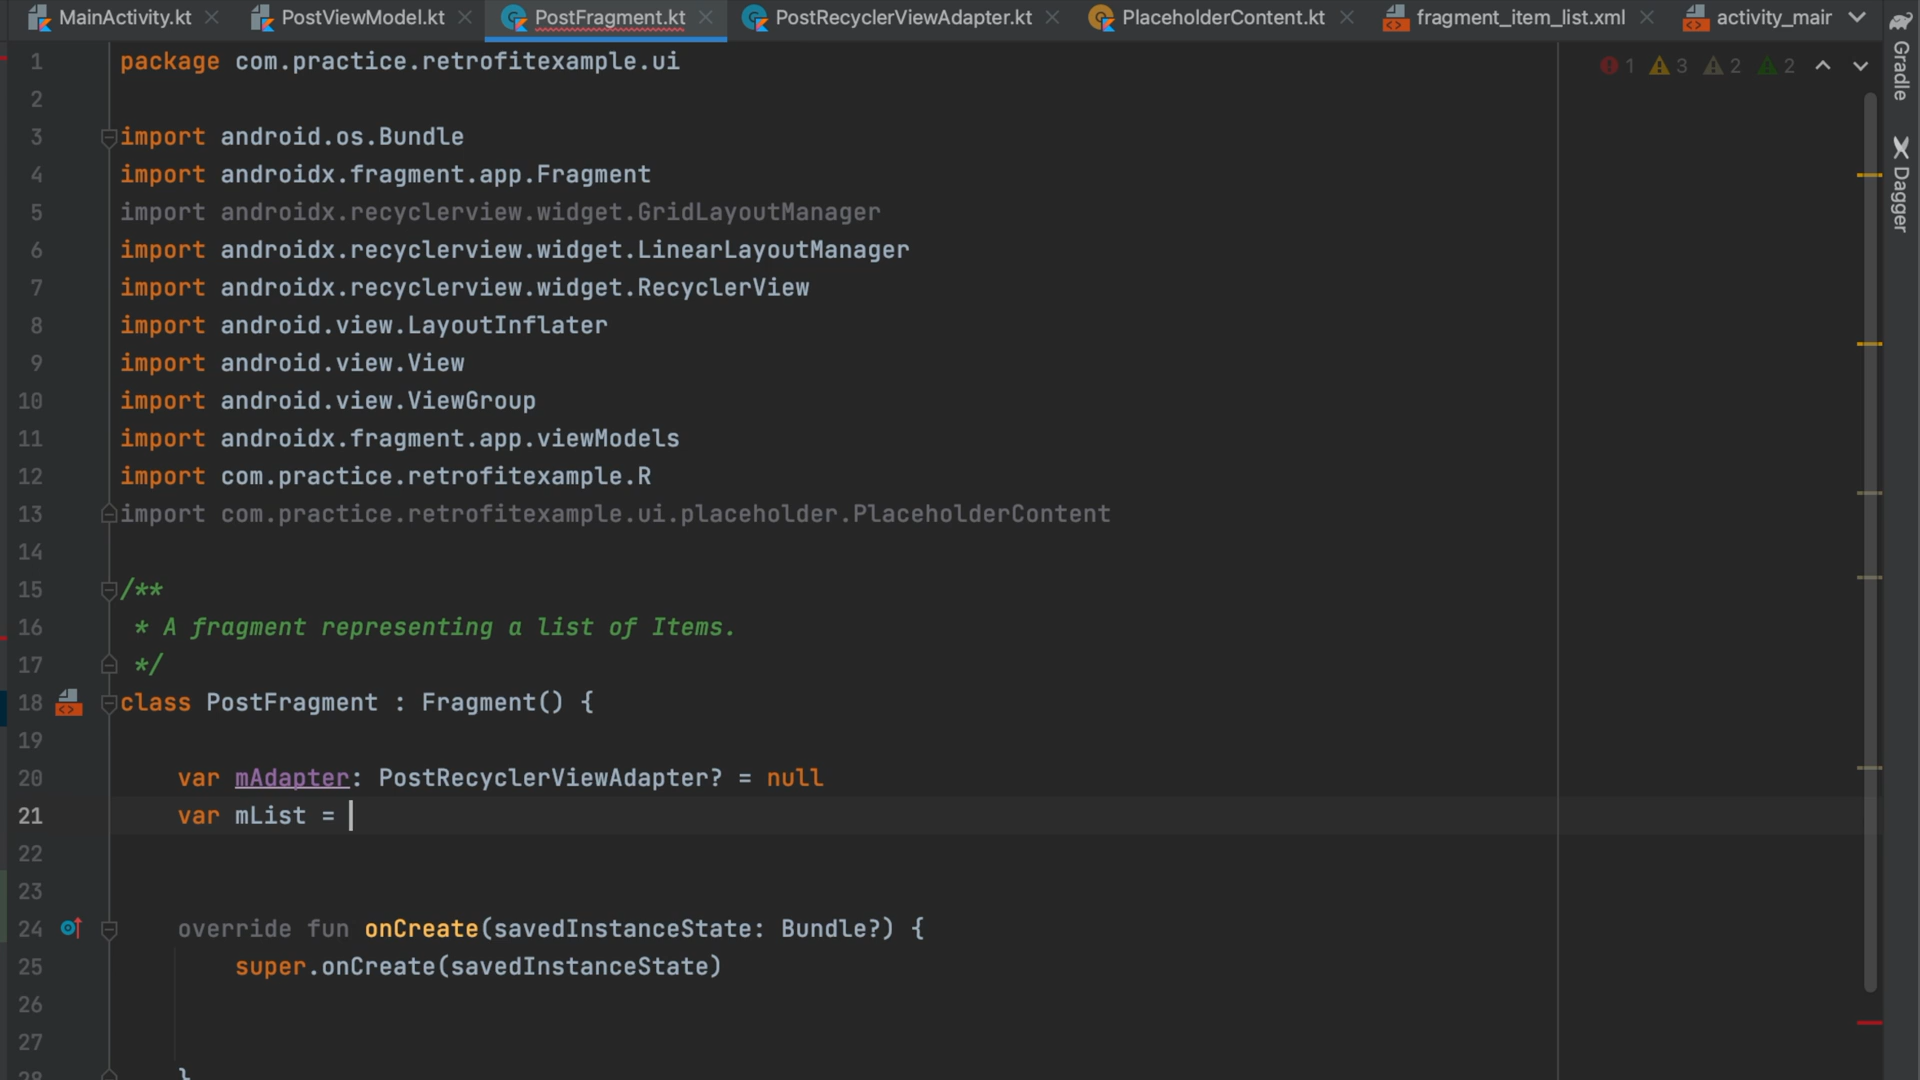 MainActivity.kt PostViewModel.kt PostFragment.kt PostRecyclerViewAdapter.kt PlaceholderContent.kt fragment_item_list.xml activity_mair
1 package com.practice.retrofitexample.ui
1 3 2 2
2
3 import android.os.Bundle
4 import androidx.fragment.app.Fragment
5 import androidx.recyclerview.widget.GridLayoutManager
6 import androidx.recyclerview.widget.LinearLayoutManager
7 import androidx.recyclerview.widget.RecyclerView
8 import android.view.LayoutInflater
9 import android.view.View
10 import android.view.ViewGroup
11 import androidx.fragment.app.viewModels
12 import com.practice.retrofitexample.R
13 import com.practice.retrofitexample.ui.placeholder.PlaceholderContent
14
15 /**
16 * A fragment representing a list of Items.
17 */
18 class PostFragment : Fragment() {
19
20 var mAdapter: PostRecyclerViewAdapter? = null
21 var mList =
22
23
24 override fun onCreate(savedInstanceState: Bundle?) {
25 super.onCreate(savedInstanceState)
26
27
28 }
Gradle
Dagger